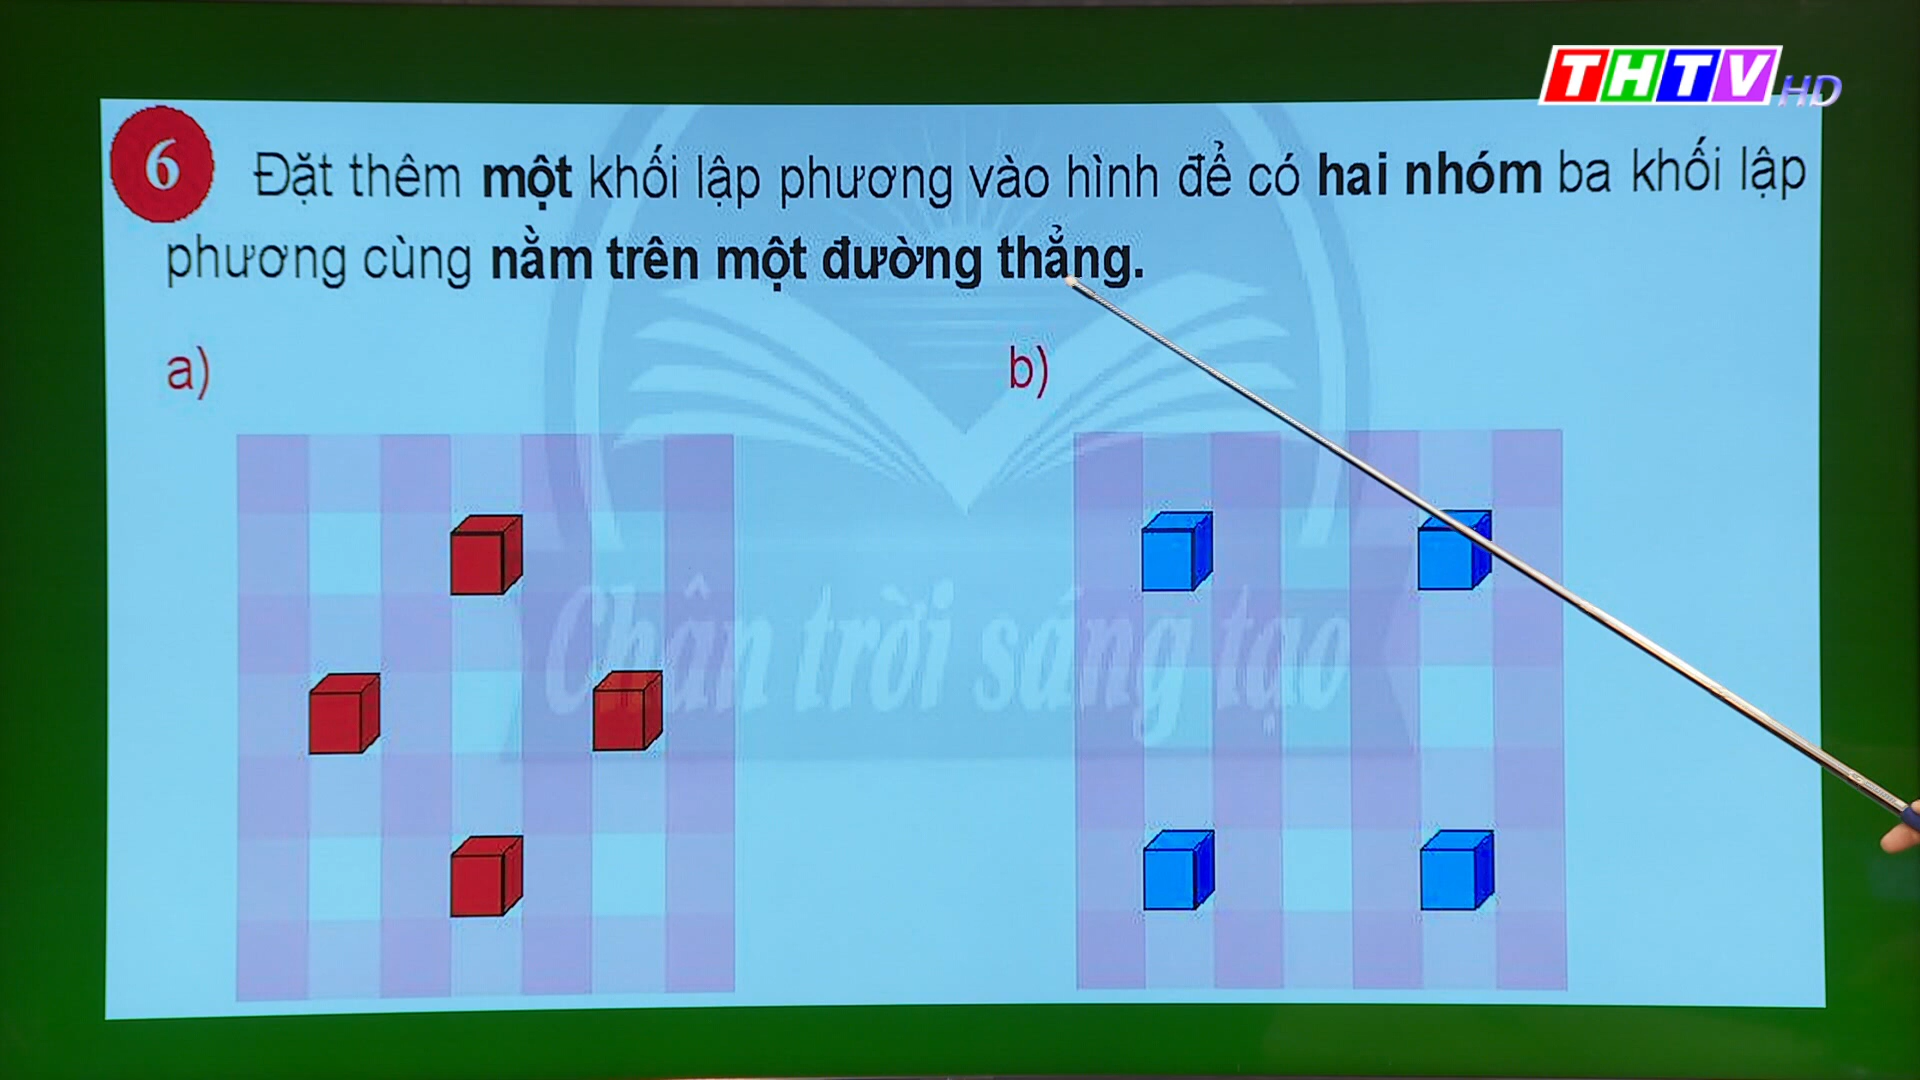 THTV HD
6 Đặt thêm một khối lập phương vào hình để có hai nhóm ba khối lập
phương cùng nằm trên một đường thẳng.
a) b)
Chân trời sáng tạo